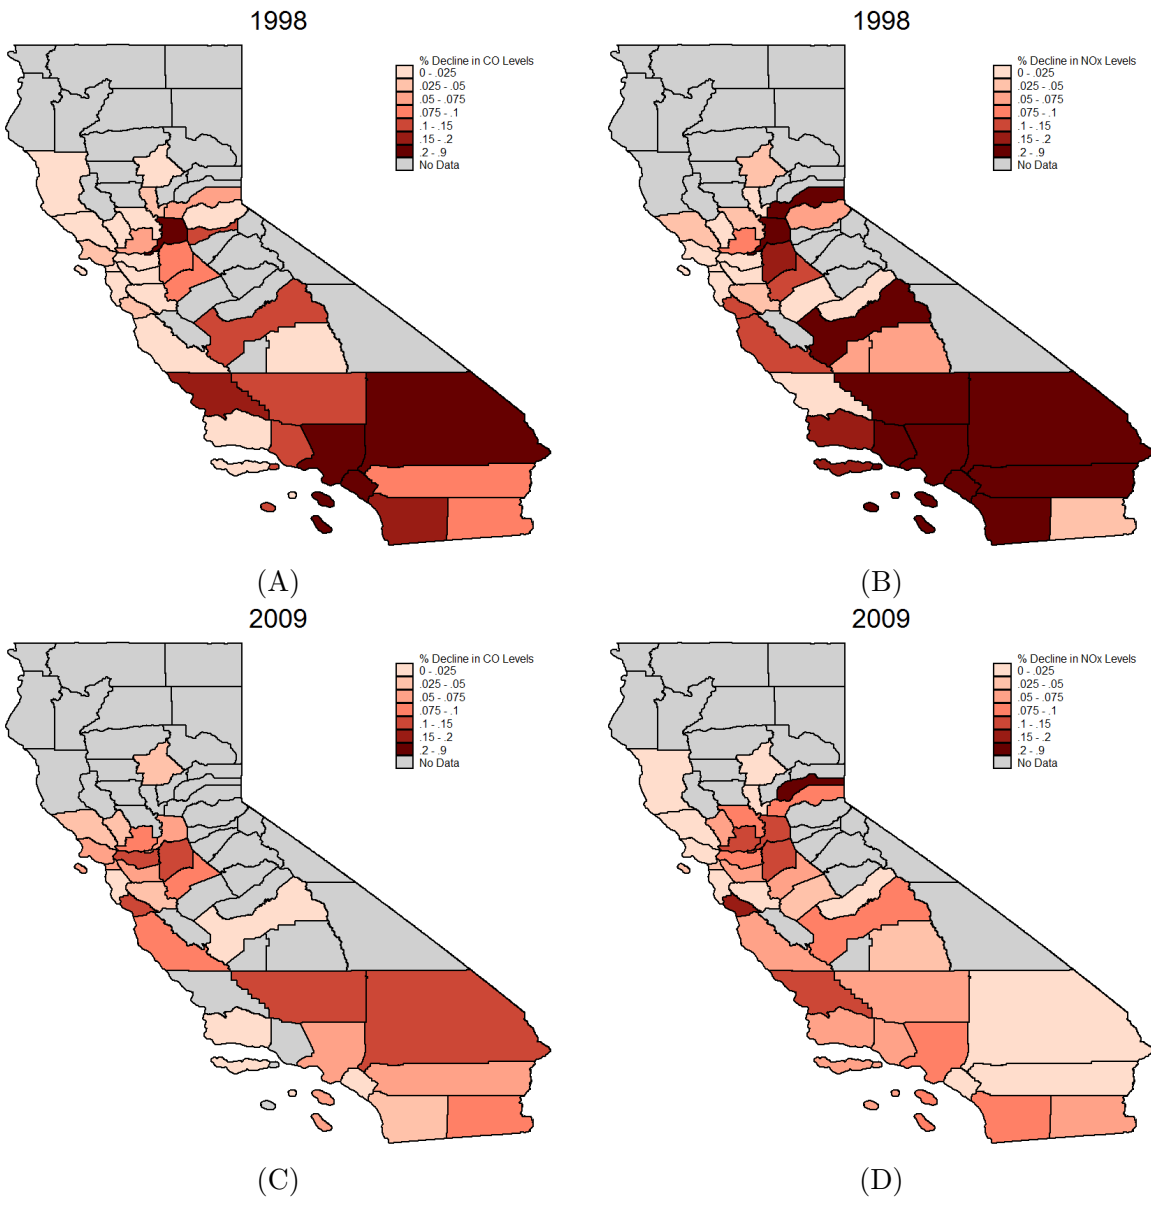 1998
% Decline in CO Levels
0 - .025
.025 - .05
.05 - .075
.075 - .1
.1 - .15
.15 - .2
.2 - .9
No Data
(A)
1998
% Decline in NOx Levels
0 - .025
.025 - .05
.05 - .075
.075 - .1
.1 - .15
.15 - .2
.2 - .9
No Data
(B)
2009
% Decline in CO Levels
0 - .025
.025 - .05
.05 - .075
.075 - .1
.1 - .15
.15 - .2
.2 - .9
No Data
(C)
2009
% Decline in NOx Levels
0 - .025
.025 - .05
.05 - .075
.075 - .1
.1 - .15
.15 - .2
.2 - .9
No Data
(D)